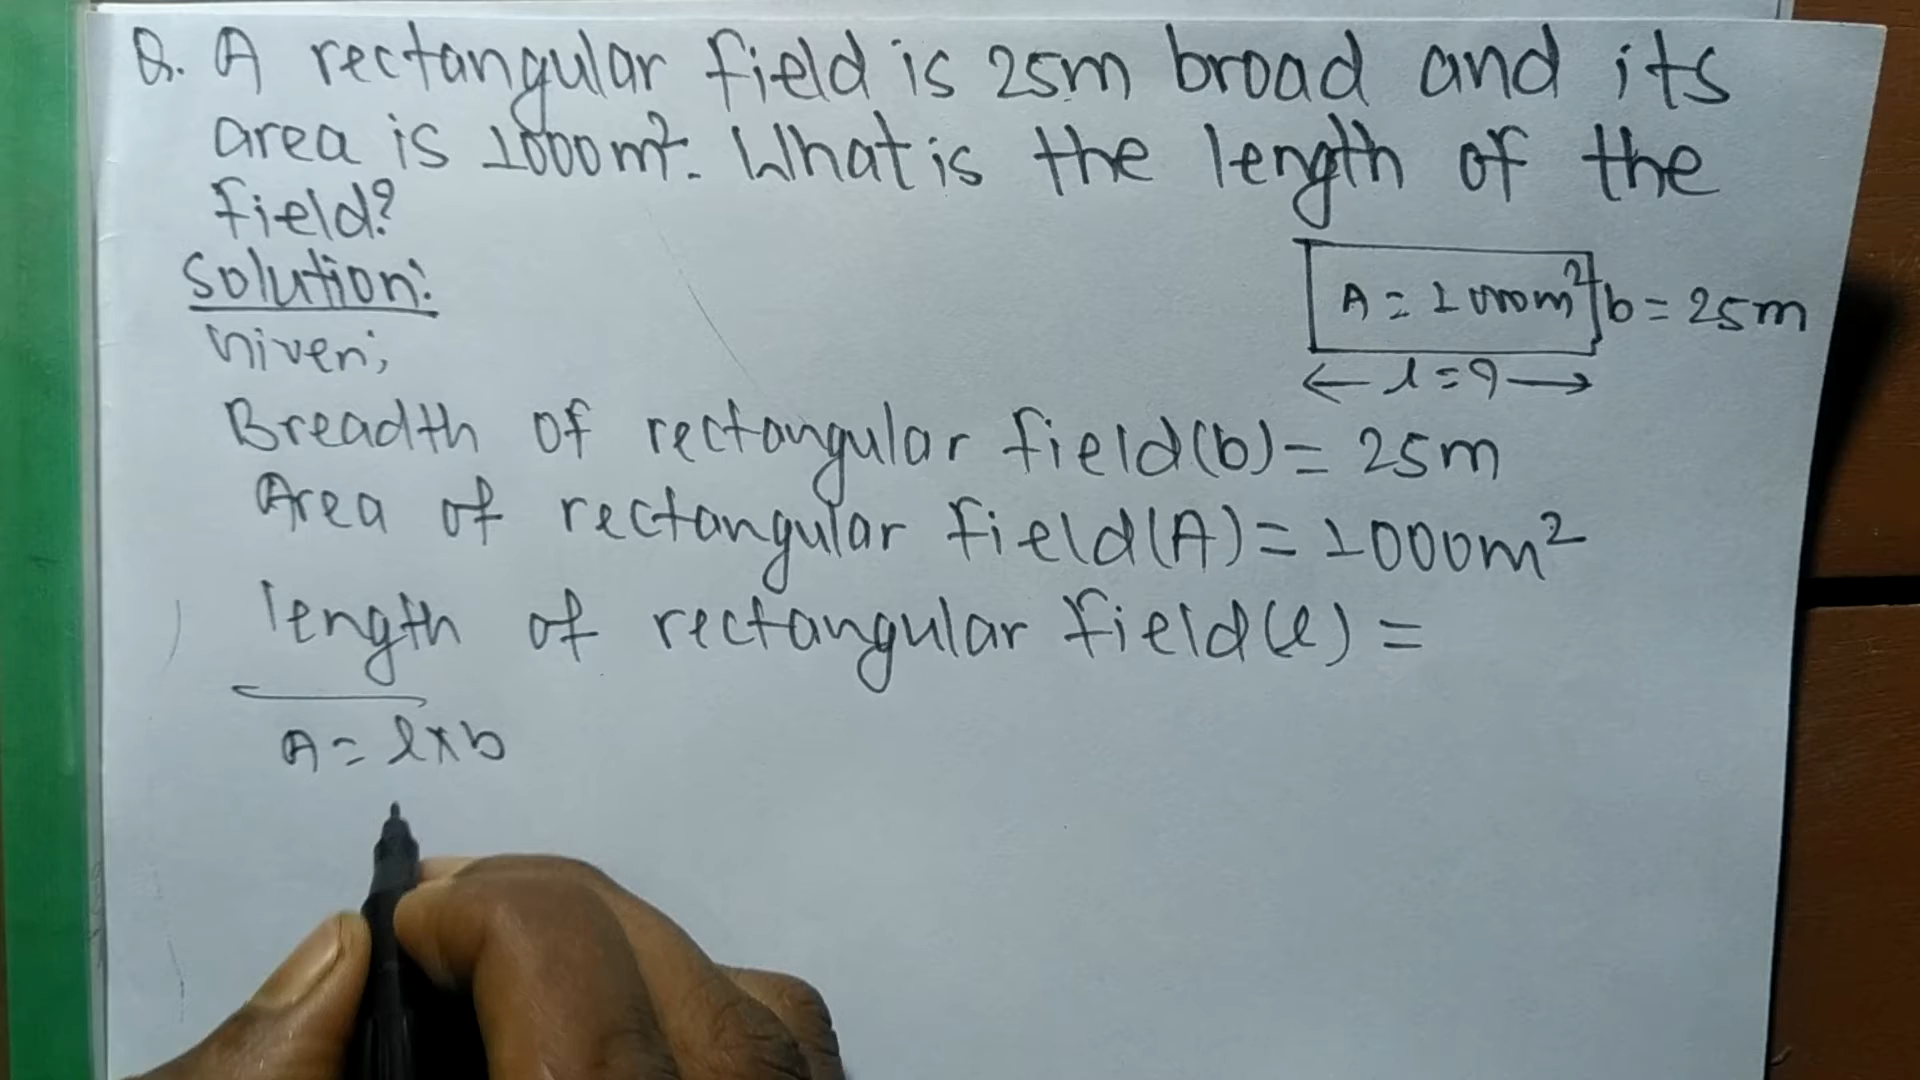 Q. A rectangular field is 25m broad and its
area is 1000m². What is the length of the
field?
Solution:
Given;
A = 1000m² b = 25m
← l = ? →
Breadth of rectangular field(b) = 25m
Area of rectangular field(A) = 1000m²
length of rectangular field(l) =
A = l×b